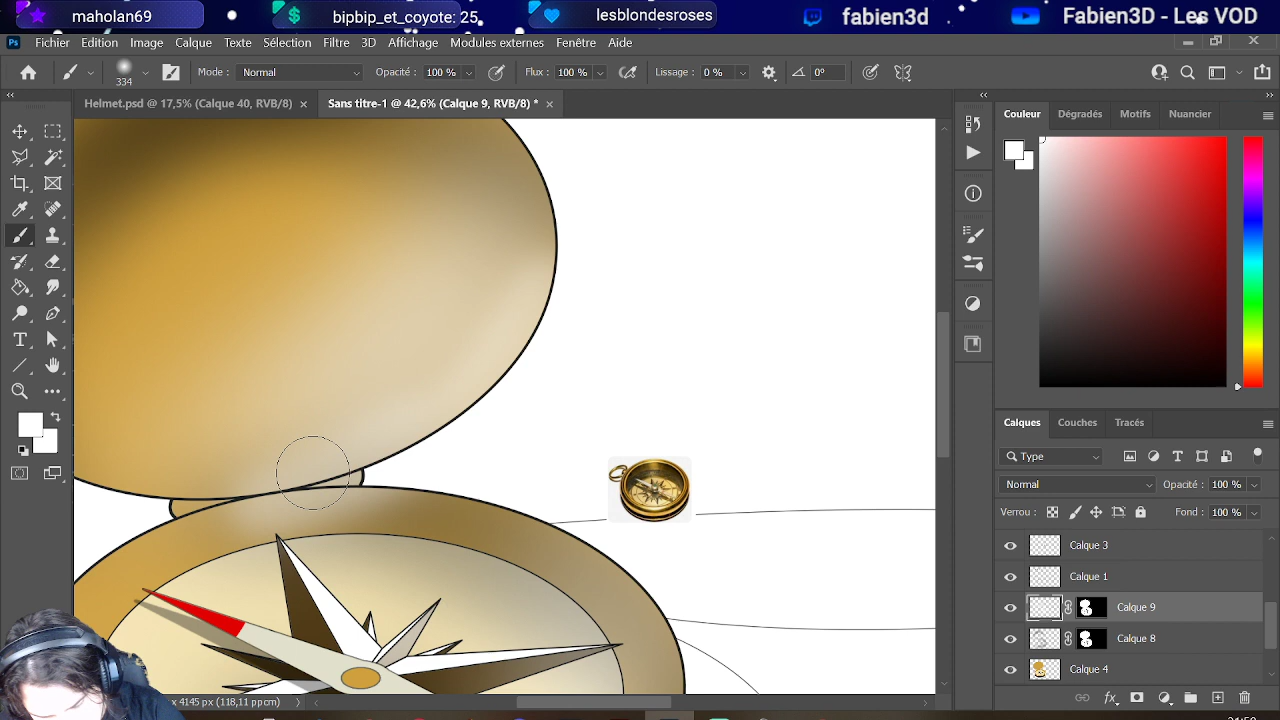 maholan69
bipbip_et_coyote: 25
lesblondesroses
fabien3d
Fabien3D - Les VOD
Ps Fichier Edition Image Calque Texte Sélection Filtre 3D Affichage Modules externes Fenêtre Aide
334 Mode : Normal Opacité : 100 % Flux : 100 % Lissage : 0 % 0°
Helmet.psd @ 17,5% (Calque 40, RVB/8) Sans titre-1 @ 42,6% (Calque 9, RVB/8) *
Couleur Dégradés Motifs Nuancier
Calques Couches Tracés
Type
Normal Opacité : 100 %
Verrou : Fond : 100 %
Calque 3
Calque 1
Calque 9
Calque 8
Calque 4
x 4145 px (118,11 ppcm)
fx